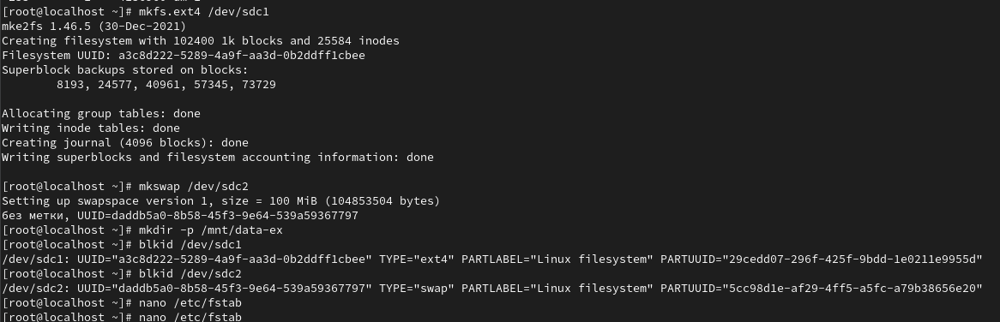 [root@localhost ~]# mkfs.ext4 /dev/sdc1
mke2fs 1.46.5 (30-Dec-2021)
Creating filesystem with 102400 1k blocks and 25584 inodes
Filesystem UUID: a3c8d222-5289-4a9f-aa3d-0b2ddff1cbee
Superblock backups stored on blocks:
        8193, 24577, 40961, 57345, 73729
Allocating group tables: done
Writing inode tables: done
Creating journal (4096 blocks): done
Writing superblocks and filesystem accounting information: done
[root@localhost ~]# mkswap /dev/sdc2
Setting up swapspace version 1, size = 100 MiB (104853504 bytes)
без метки, UUID=daddb5a0-8b58-45f3-9e64-539a59367797
[root@localhost ~]# mkdir -p /mnt/data-ex
[root@localhost ~]# blkid /dev/sdc1
/dev/sdc1: UUID="a3c8d222-5289-4a9f-aa3d-0b2ddff1cbee" TYPE="ext4" PARTLABEL="Linux filesystem" PARTUUID="29cedd07-296f-425f-9bdd-1e0211e9955d"
[root@localhost ~]# blkid /dev/sdc2
/dev/sdc2: UUID="daddb5a0-8b58-45f3-9e64-539a59367797" TYPE="swap" PARTLABEL="Linux filesystem" PARTUUID="5cc98d1e-af29-4ff5-a5fc-a79b38656e20"
[root@localhost ~]# nano /etc/fstab
[root@localhost ~]# nano /etc/fstab